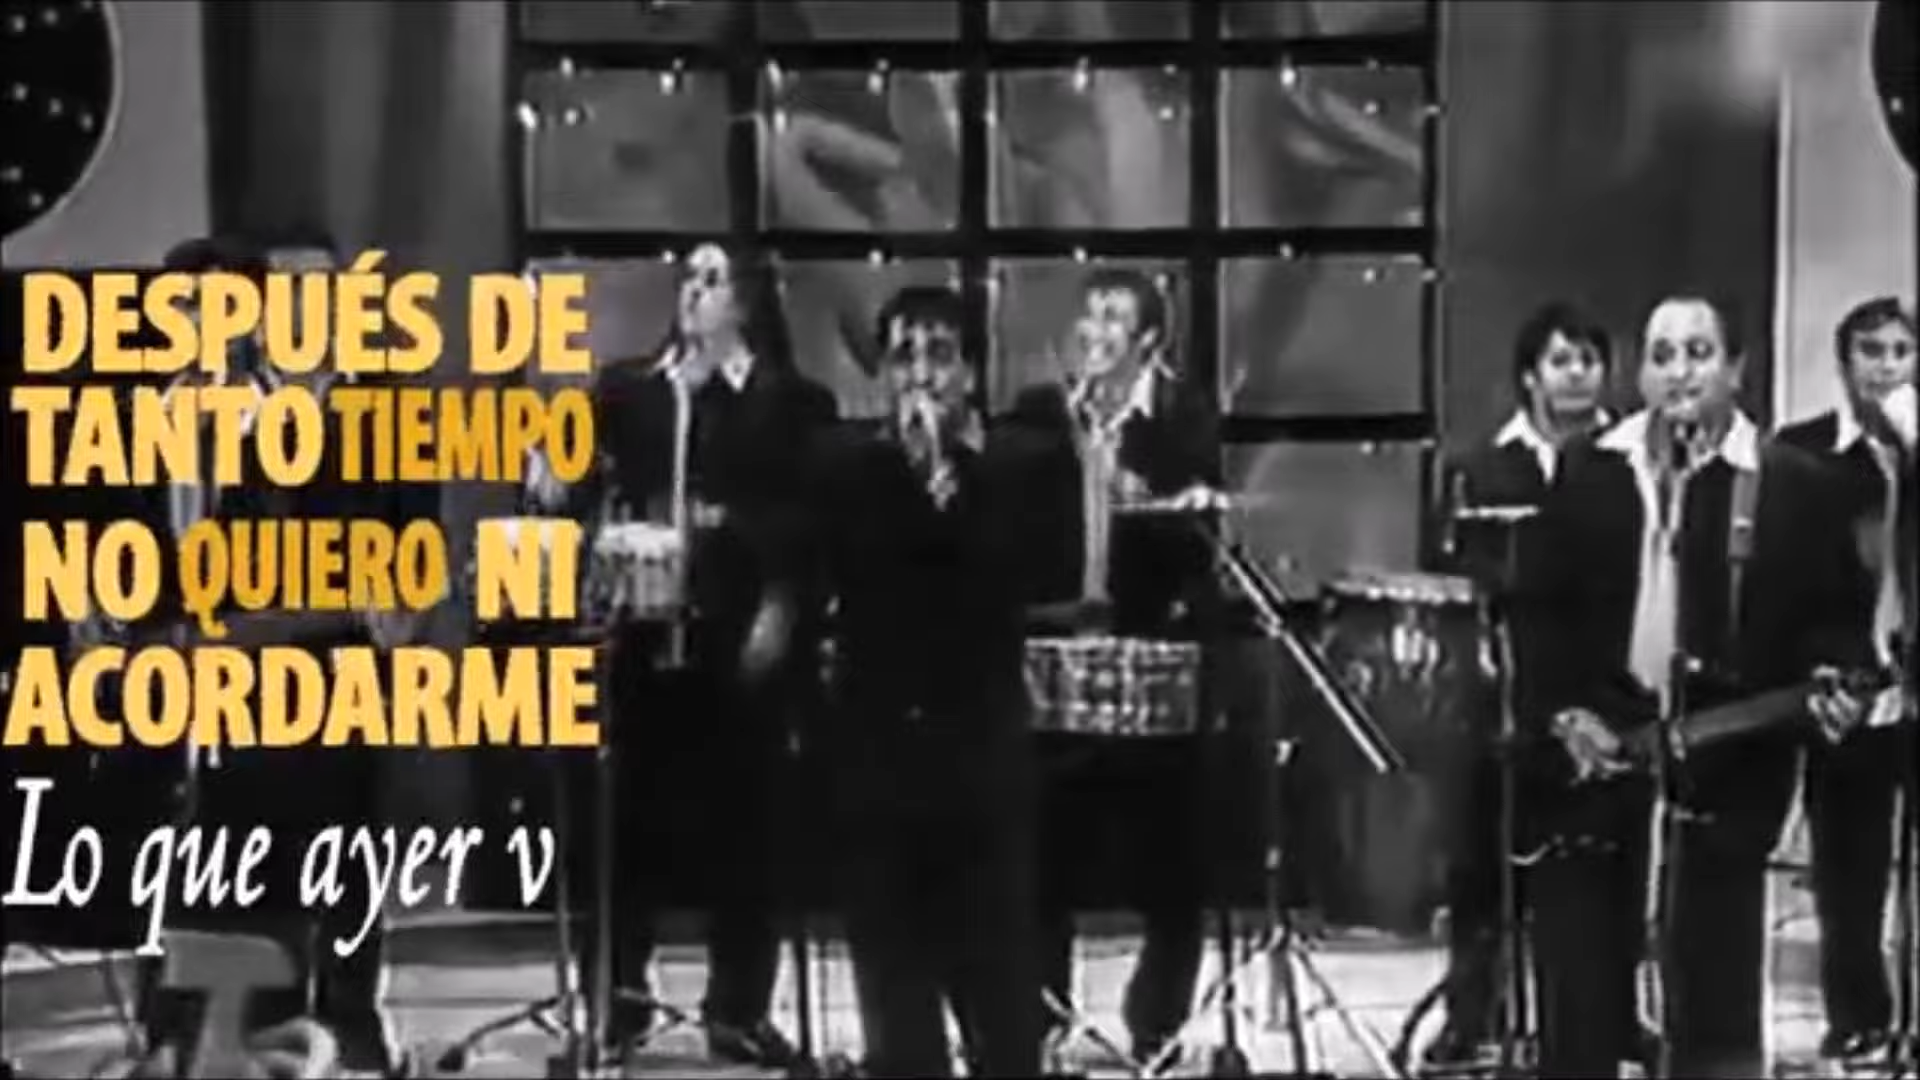 DESPUÉS DE
TANTO TIEMPO
NO QUIERO NI
ACORDARME
Lo que ayer v